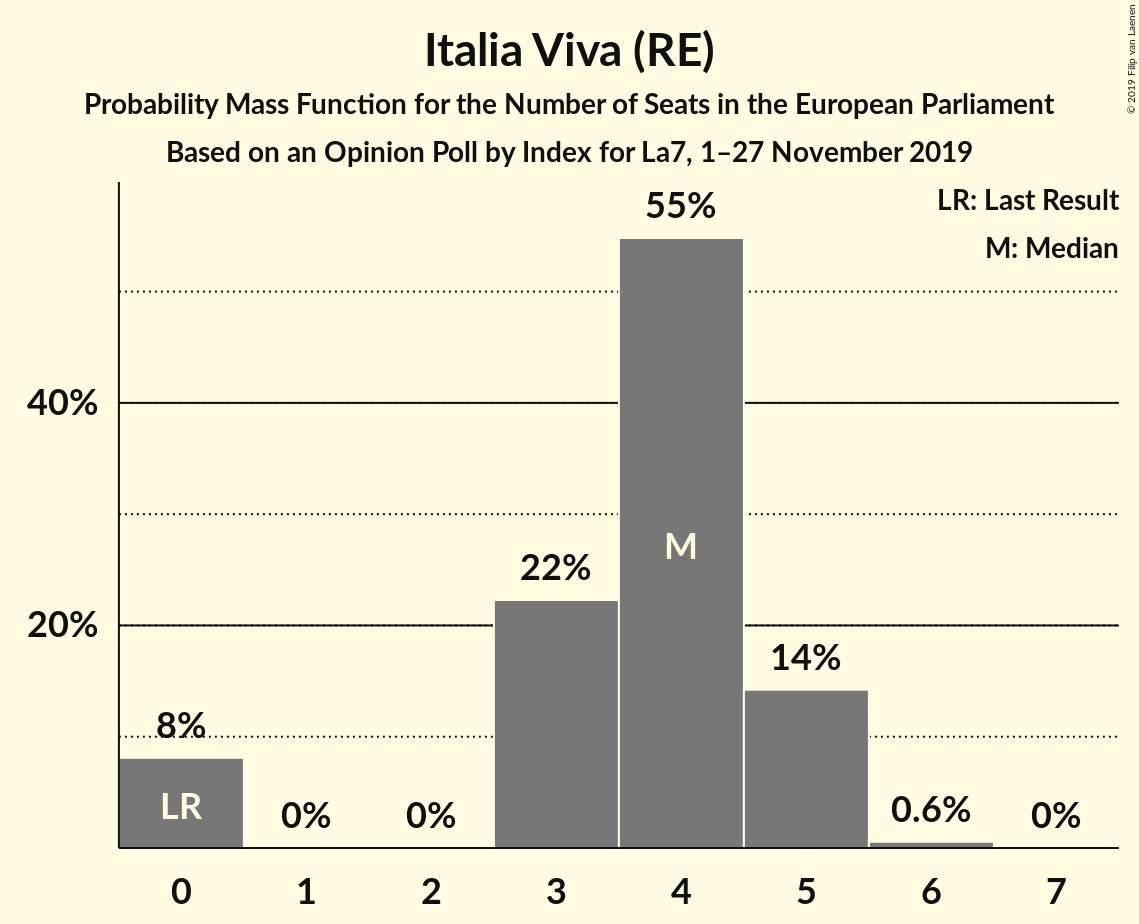 Italia Viva (RE)
Probability Mass Function for the Number of Seats in the European Parliament
Based on an Opinion Poll by Index for La7, 1–27 November 2019
© 2019 Filip van Laenen
LR: Last Result
M: Median
55%
40%
M
22%
20%
14%
8%
LR
0%
0%
0.6%
0%
0 1 2 3 4 5 6 7